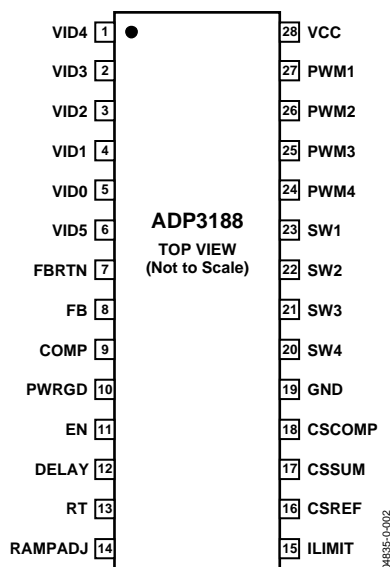 VID4 1 28 VCC
VID3 2 27 PWM1
VID2 3 26 PWM2
VID1 4 25 PWM3
VID0 5 24 PWM4
ADP3188
VID5 6 23 SW1
TOP VIEW
(Not to Scale)
FBRTN 7 22 SW2
FB 8 21 SW3
COMP 9 20 SW4
PWRGD 10 19 GND
EN 11 18 CSCOMP
DELAY 12 17 CSSUM
RT 13 16 CSREF
RAMPADJ 14 15 ILIMIT
04835-0-002